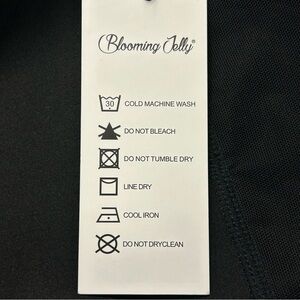 Blooming Jelly®
30 COLD MACHINE WASH
DO NOT BLEACH
DO NOT TUMBLE DRY
LINE DRY
COOL IRON
DO NOT DRYCLEAN